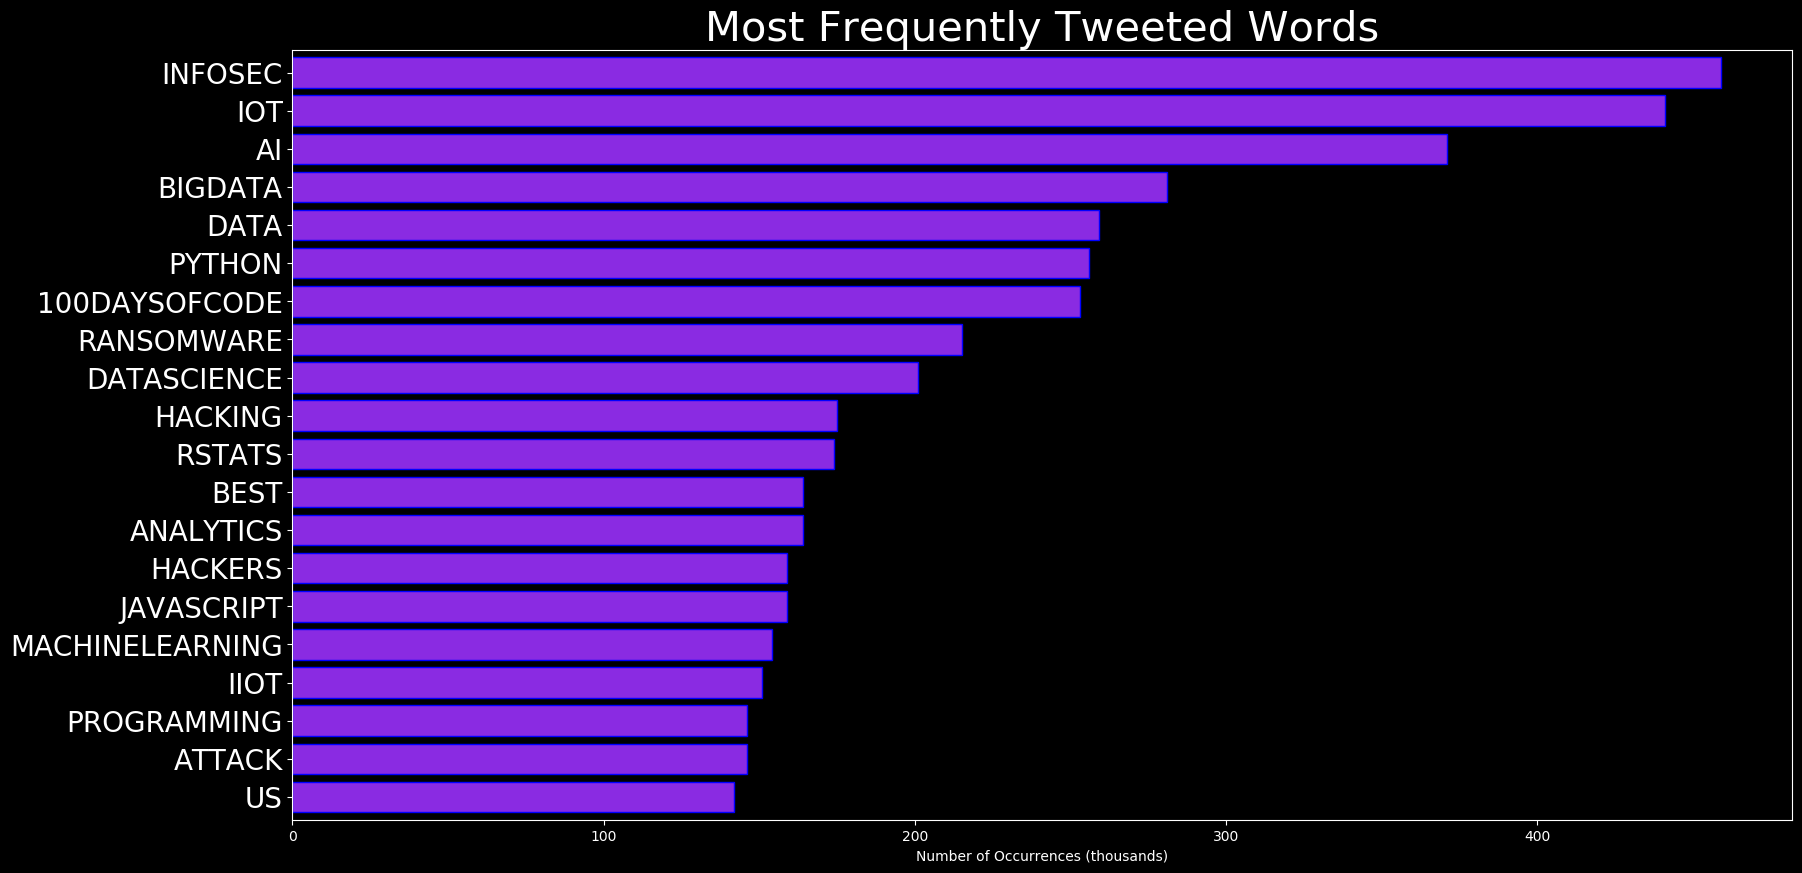 Most Frequently Tweeted Words
INFOSEC
IOT
AI
BIGDATA
DATA
PYTHON
100DAYSOFCODE
RANSOMWARE
DATASCIENCE
HACKING
RSTATS
BEST
ANALYTICS
HACKERS
JAVASCRIPT
MACHINELEARNING
IIOT
PROGRAMMING
ATTACK
US
0 100 200 300 400
Number of Occurrences (thousands)